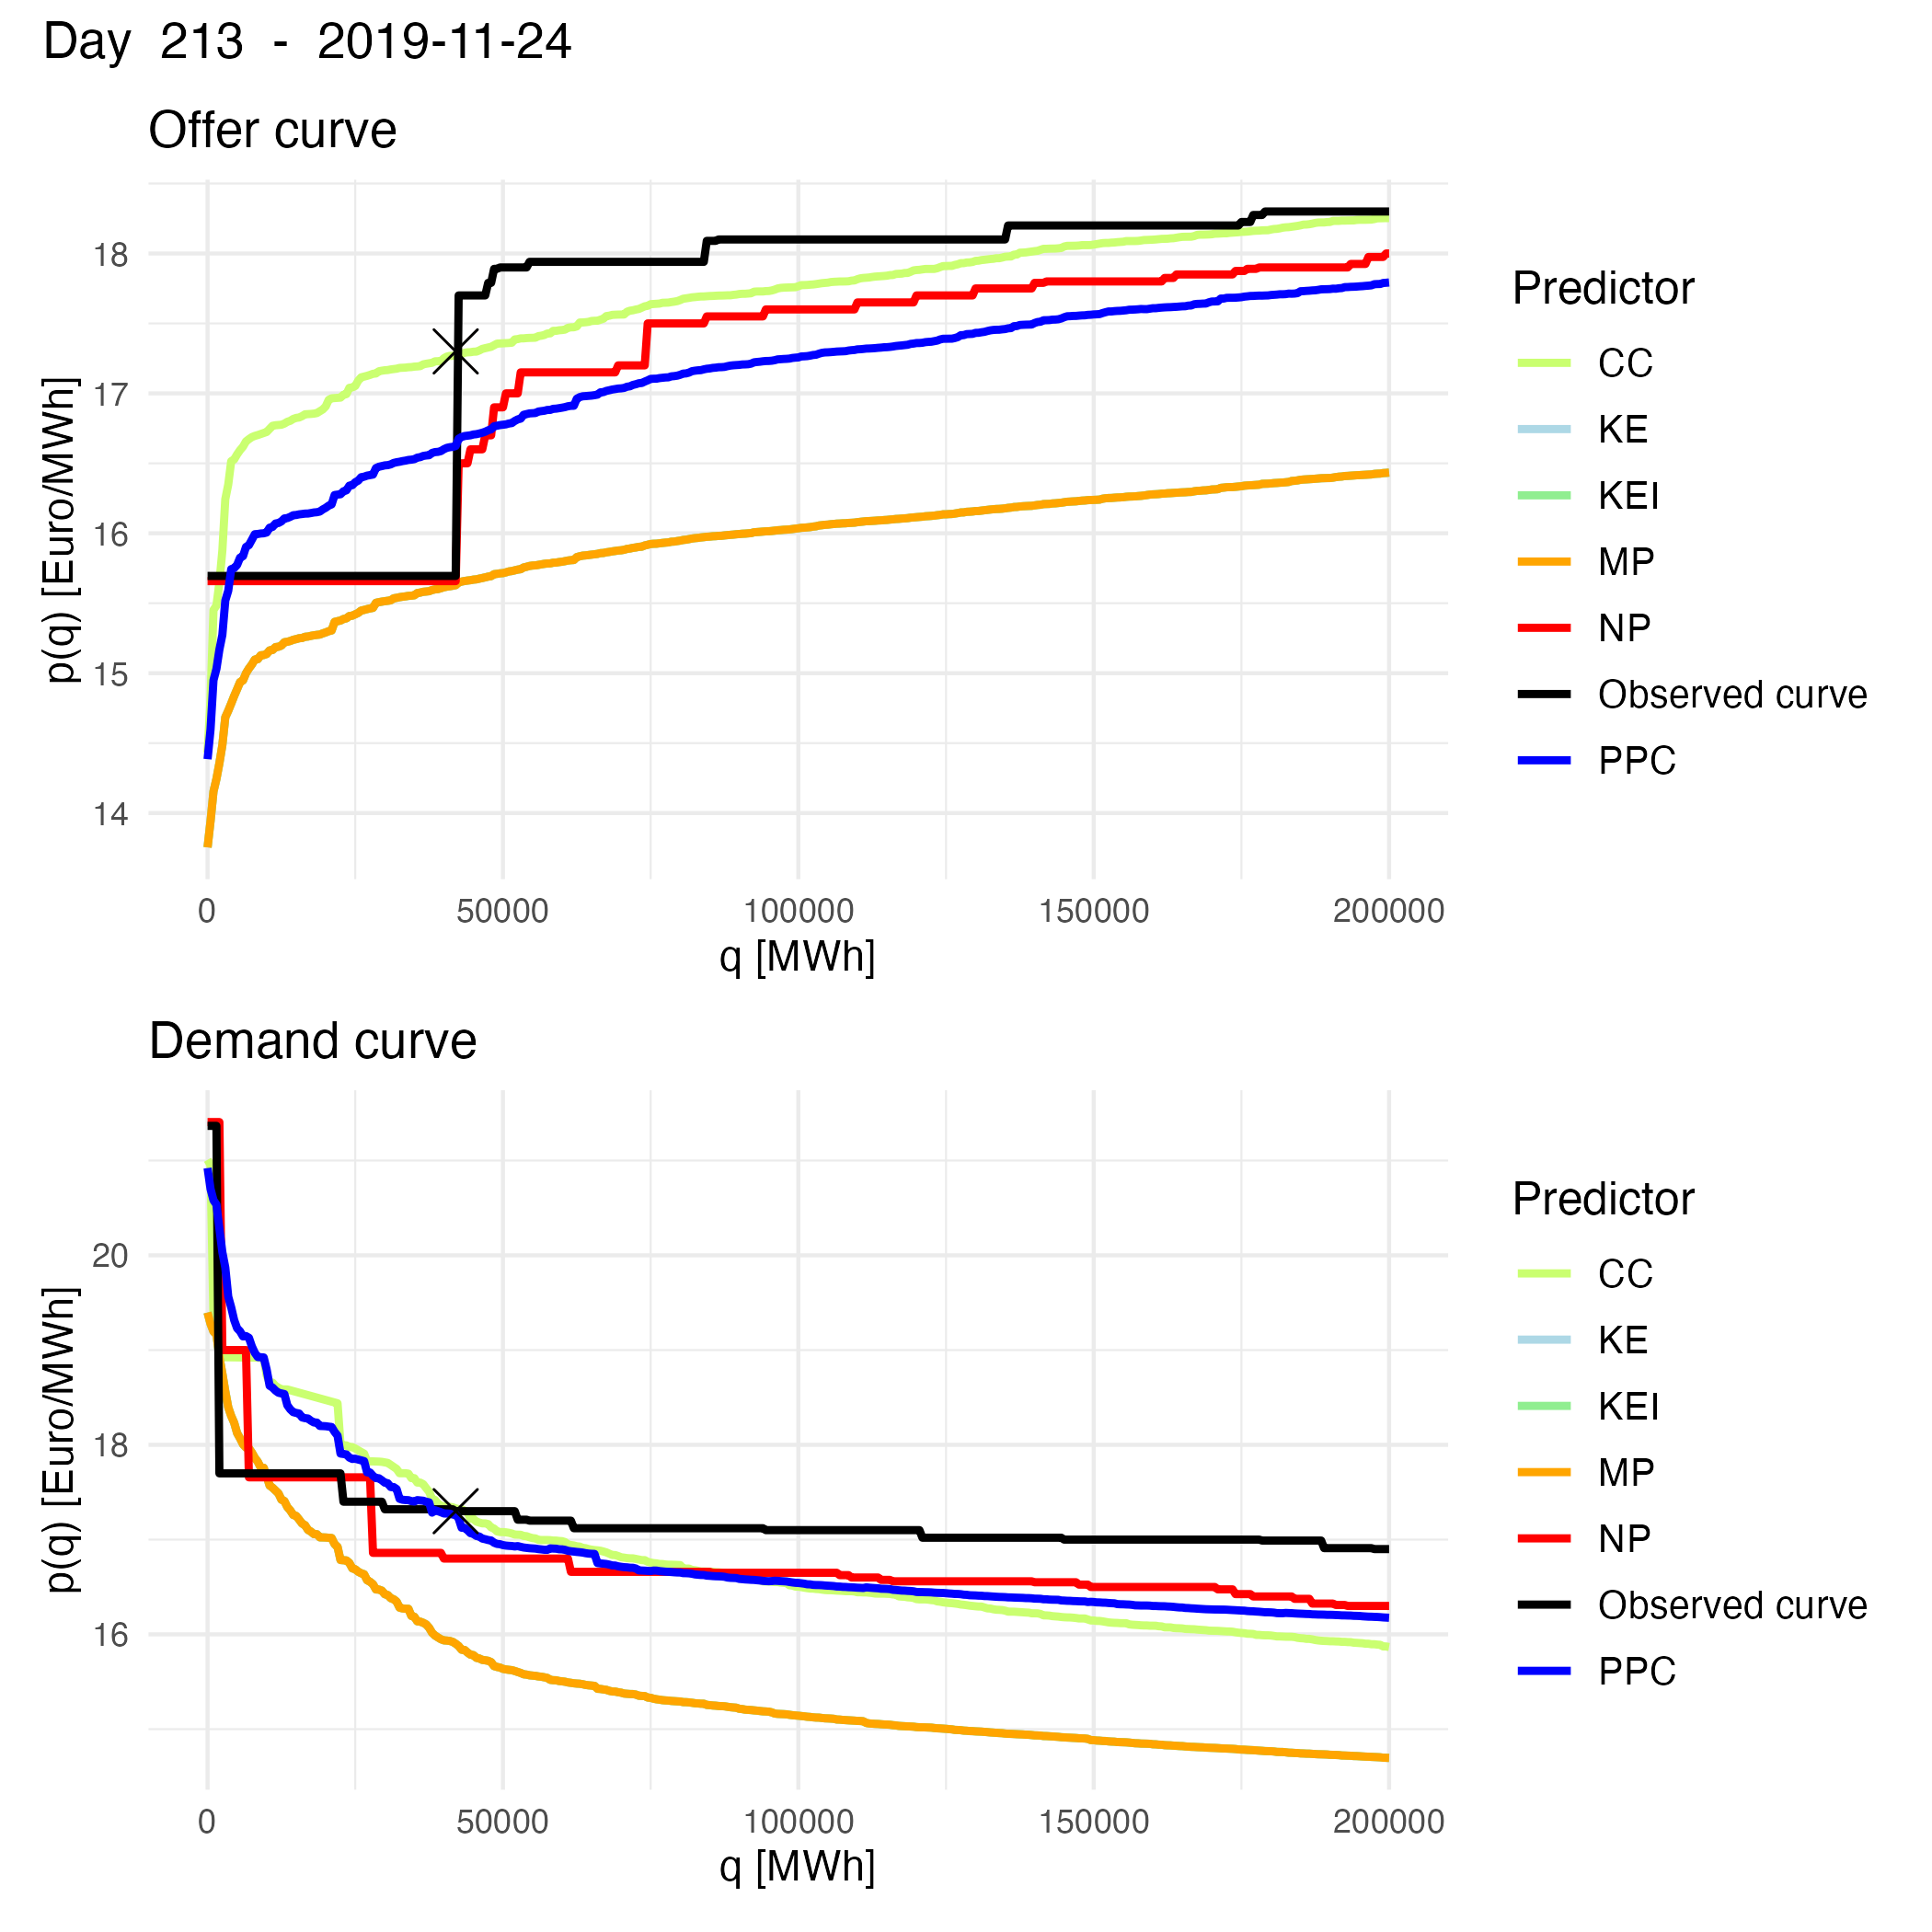 Day 213 - 2019-11-24
Offer curve
p(q) [Euro/MWh]
18
17
16
15
14
0 50000 100000 150000 200000
q [MWh]
Predictor
CC
KE
KEI
MP
NP
Observed curve
PPC
Demand curve
p(q) [Euro/MWh]
20
18
16
0 50000 100000 150000 200000
q [MWh]
Predictor
CC
KE
KEI
MP
NP
Observed curve
PPC